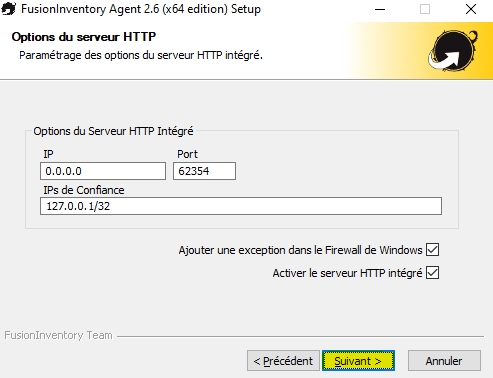 FusionInventory Agent 2.6 (x64 edition) Setup
Options du serveur HTTP
Paramétrage des options du serveur HTTP intégré.
Options du Serveur HTTP Intégré
IP Port
0.0.0.0 62354
IPs de Confiance
127.0.0.1/32
Ajouter une exception dans le Firewall de Windows
Activer le serveur HTTP intégré
FusionInventory Team
< Précédent Suivant > Annuler